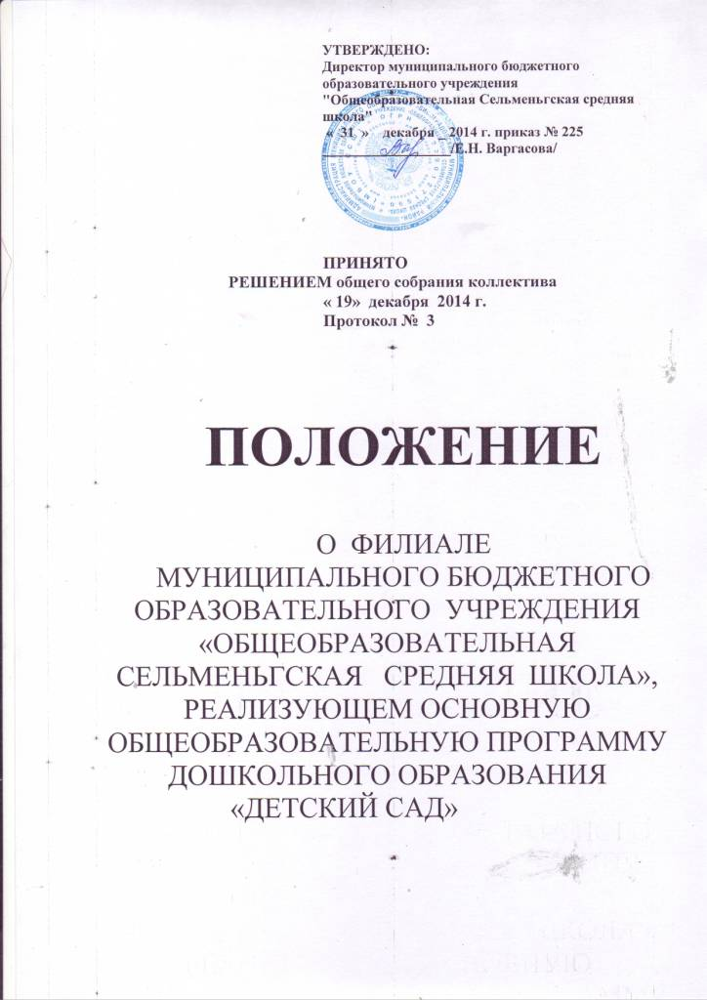 УТВЕРЖДЕНО:
Директор муниципального бюджетного
образовательного учреждения
"Общеобразовательная Сельменьгская средняя
школа"
« 31 » декабря _ 2014 г. приказ № 225
/Е.Н. Варгасова/
ПРИНЯТО
РЕШЕНИЕМ общего собрания коллектива
« 19» декабря 2014 г.
Протокол № 3
ПОЛОЖЕНИЕ
О ФИЛИАЛЕ
МУНИЦИПАЛЬНОГО БЮДЖЕТНОГО
ОБРАЗОВАТЕЛЬНОГО УЧРЕЖДЕНИЯ
«ОБЩЕОБРАЗОВАТЕЛЬНАЯ
СЕЛЬМЕНЬГСКАЯ СРЕДНЯЯ ШКОЛА»,
РЕАЛИЗУЮЩЕМ ОСНОВНУЮ
ОБЩЕОБРАЗОВАТЕЛЬНУЮ ПРОГРАММУ
ДОШКОЛЬНОГО ОБРАЗОВАНИЯ
«ДЕТСКИЙ САД»